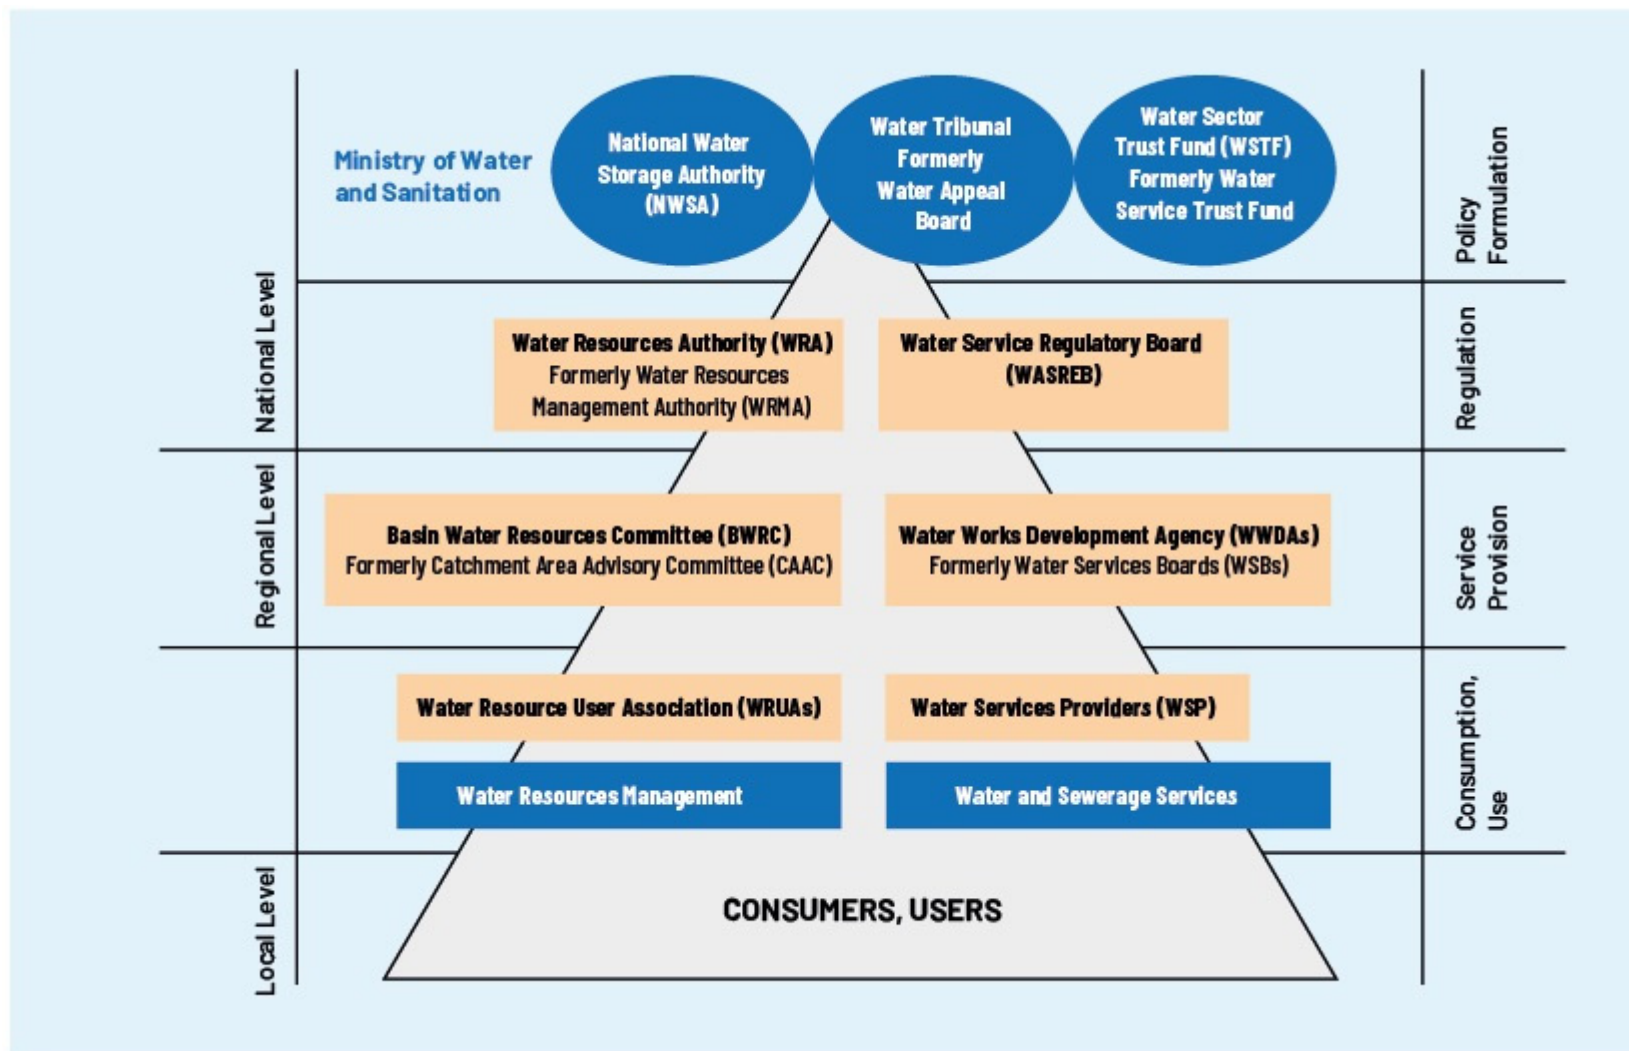 Ministry of Water
and Sanitation
National Water
Storage Authority
(NWSA)
Water Tribunal
Formerly
Water Appeal
Board
Water Sector
Trust Fund (WSTF)
Formerly Water
Service Trust Fund
Policy
Formulation
National Level
Water Resources Authority (WRA)
Formerly Water Resources
Management Authority (WRMA)
Water Service Regulatory Board
(WASREB)
Regulation
Regional Level
Basin Water Resources Committee (BWRC)
Formerly Catchment Area Advisory Committee (CAAC)
Water Works Development Agency (WWDAs)
Formerly Water Services Boards (WSBs)
Service
Provision
Water Resource User Association (WRUAs)
Water Services Providers (WSP)
Water Resources Management
Water and Sewerage Services
Consumption,
Use
Local Level
CONSUMERS, USERS